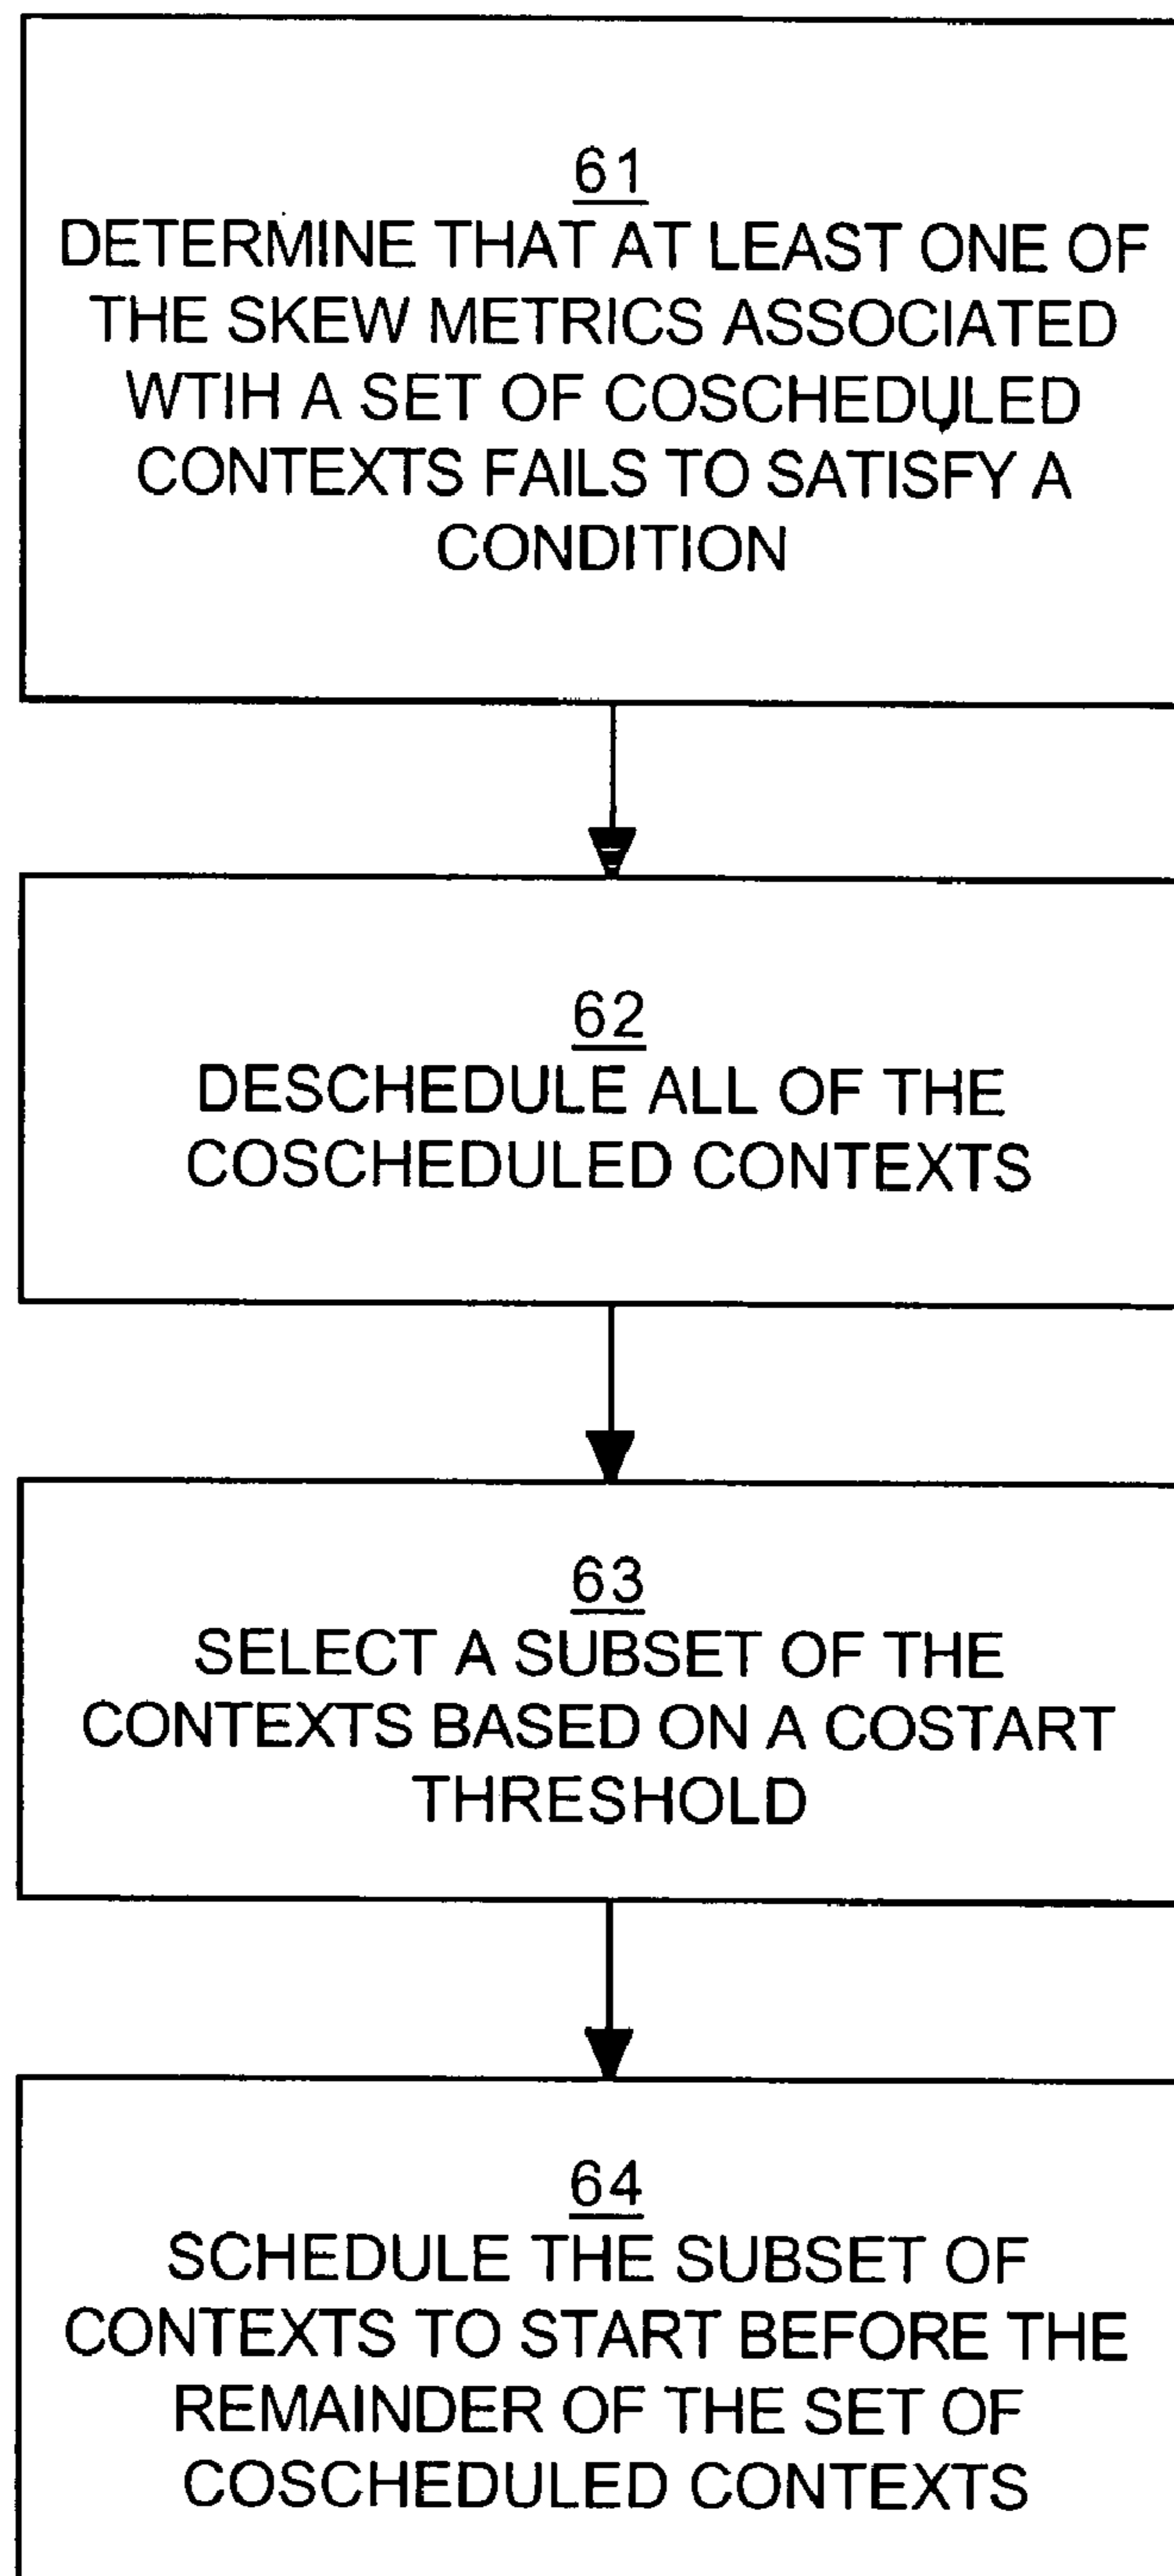 61
DETERMINE THAT AT LEAST ONE OF
THE SKEW METRICS ASSOCIATED
WTIH A SET OF COSCHEDULED
CONTEXTS FAILS TO SATISFY A
CONDITION
62
DESCHEDULE ALL OF THE
COSCHEDULED CONTEXTS
63
SELECT A SUBSET OF THE
CONTEXTS BASED ON A COSTART
THRESHOLD
64
SCHEDULE THE SUBSET OF
CONTEXTS TO START BEFORE THE
REMAINDER OF THE SET OF
COSCHEDULED CONTEXTS